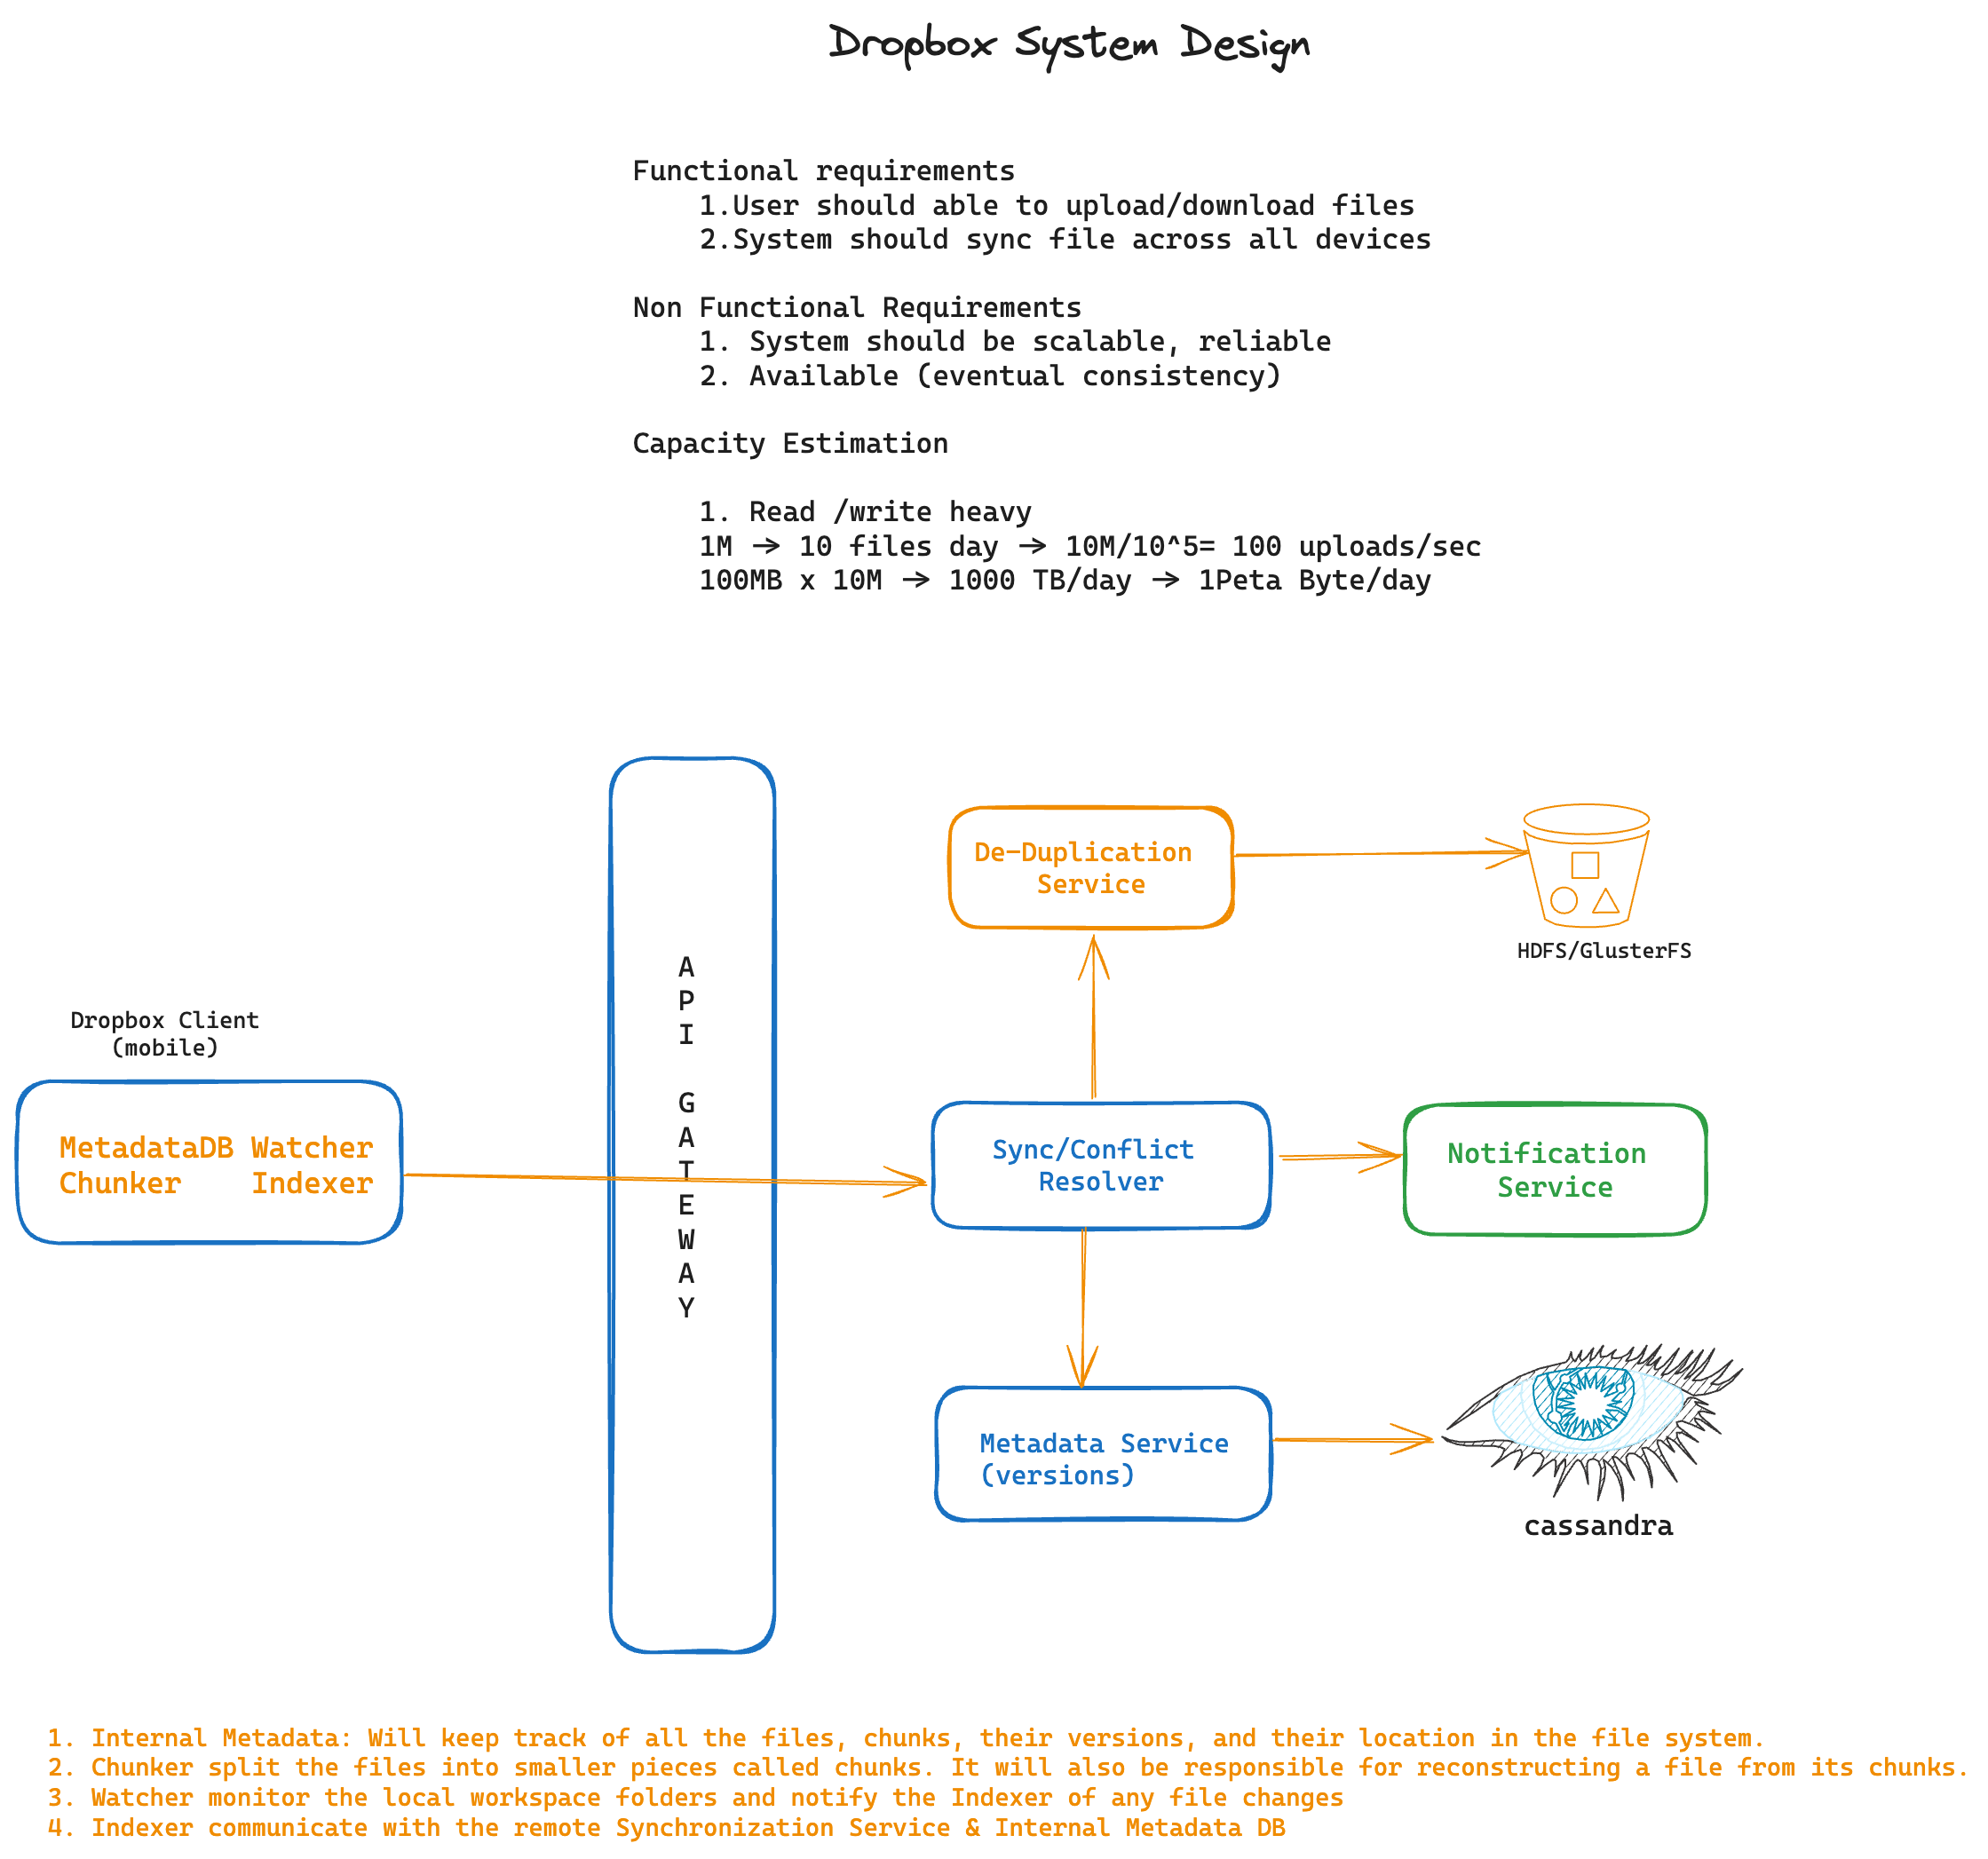 Dropbox System Design
Functional requirements
1.User should able to upload/download files
2.System should sync file across all devices
Non Functional Requirements
1. System should be scalable, reliable
2. Available (eventual consistency)
Capacity Estimation
1. Read /write heavy
1M -> 10 files day -> 10M/10^5= 100 uploads/sec
100MB x 10M -> 1000 TB/day -> 1Peta Byte/day
De-Duplication
Service
HDFS/GlusterFS
Dropbox Client
(mobile)
MetadataDB Watcher
Chunker Indexer
A
P
I
G
A
T
E
W
A
Y
Sync/Conflict
Resolver
Notification
Service
Metadata Service
(versions)
cassandra
1. Internal Metadata: Will keep track of all the files, chunks, their versions, and their location in the file system.
2. Chunker split the files into smaller pieces called chunks. It will also be responsible for reconstructing a file from its chunks.
3. Watcher monitor the local workspace folders and notify the Indexer of any file changes
4. Indexer communicate with the remote Synchronization Service & Internal Metadata DB